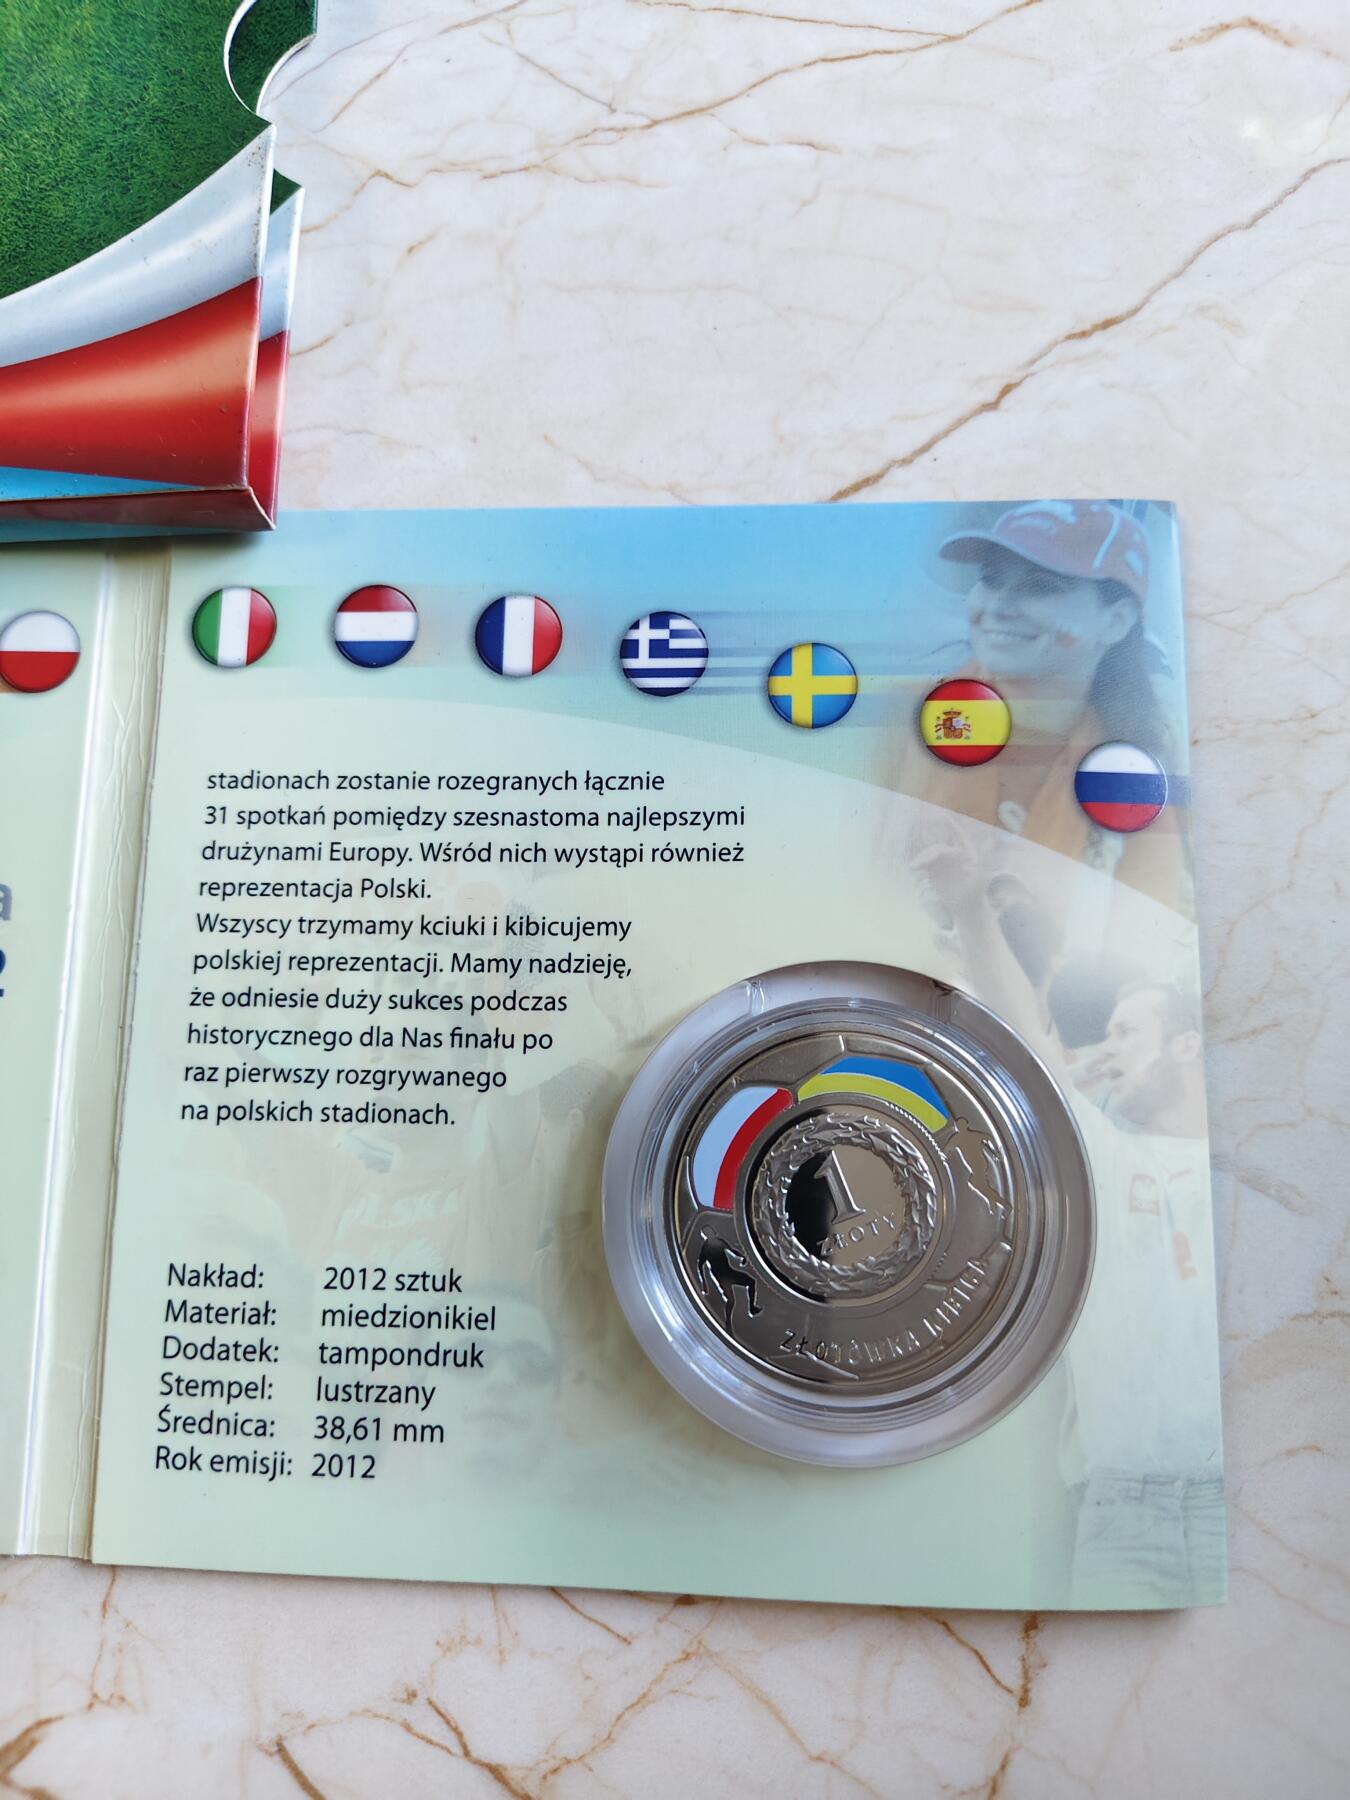 stadionach zostanie rozegranych łącznie
31 spotkań pomiędzy szesnastoma najlepszymi
drużynami Europy. Wśród nich wystąpi również
reprezentacja Polski.
Wszyscy trzymamy kciuki i kibicujemy
polskiej reprezentacji. Mamy nadzieję,
że odniesie duży sukces podczas
historycznego dla Nas finału po
raz pierwszy rozgrywanego
na polskich stadionach.
Nakład: 2012 sztuk
Materiał: miedzionikiel
Dodatek: tampondruk
Stempel: lustrzany
Średnica: 38,61 mm
Rok emisji: 2012
1
ZŁOTY
ZŁOTÓWKA KIBICA